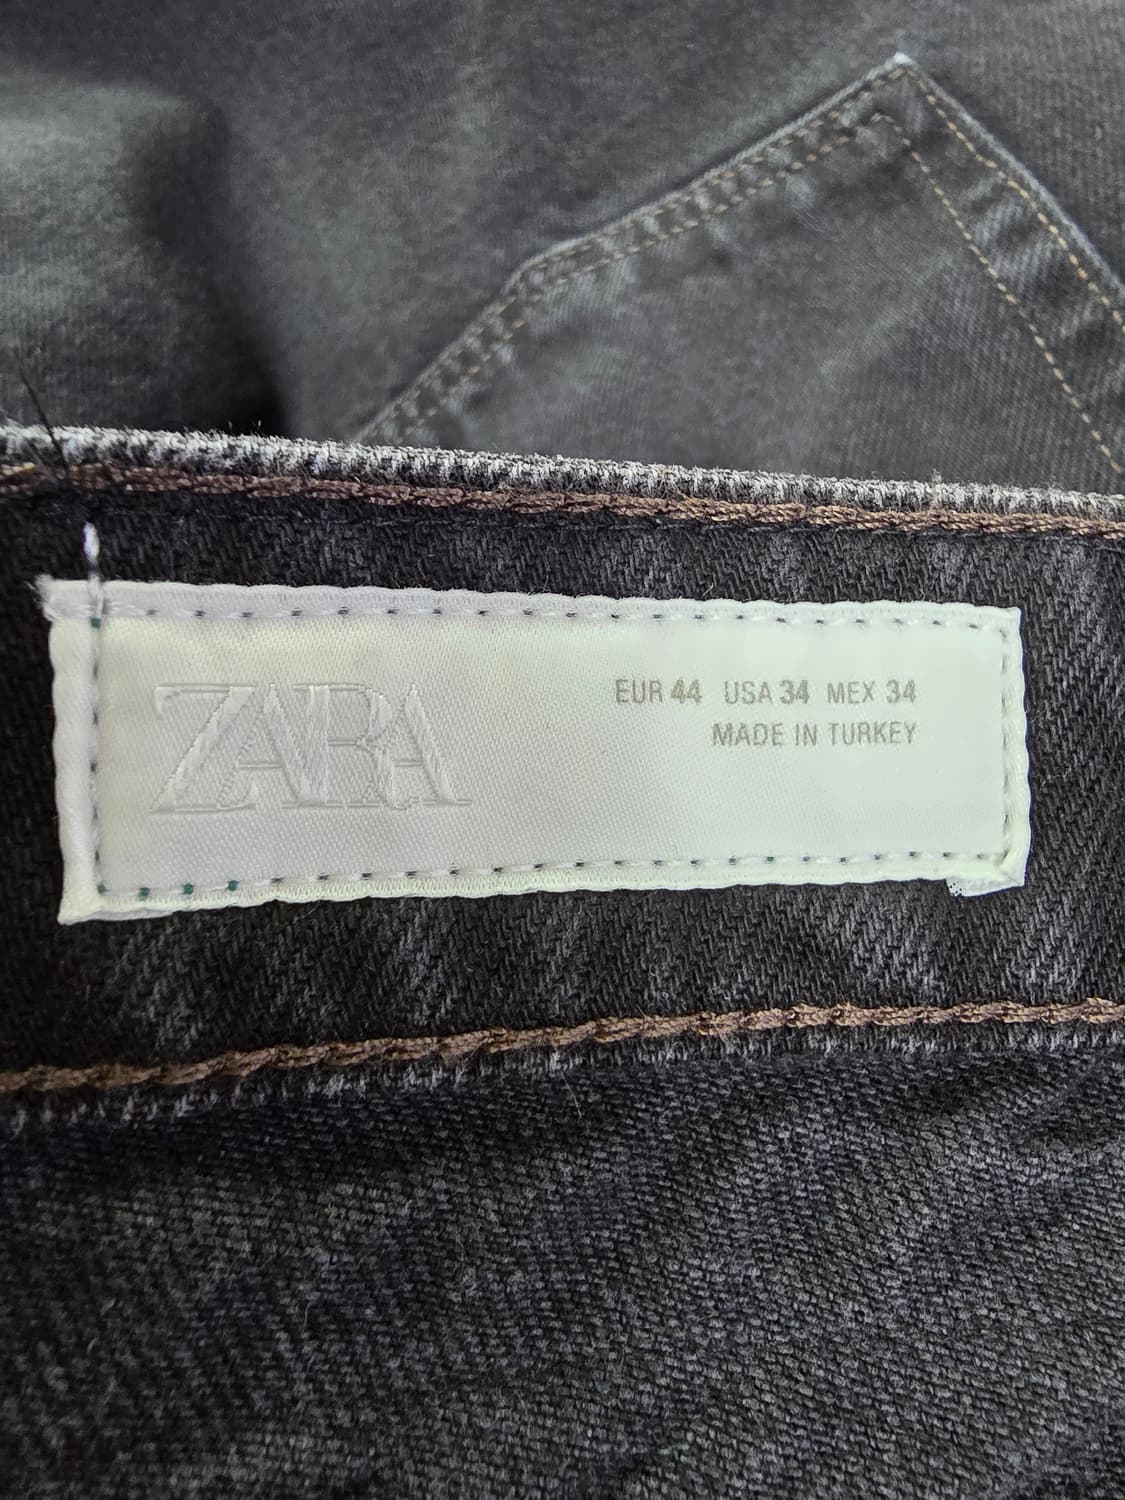 ZARA
EUR 44 USA 34 MEX 34
MADE IN TURKEY